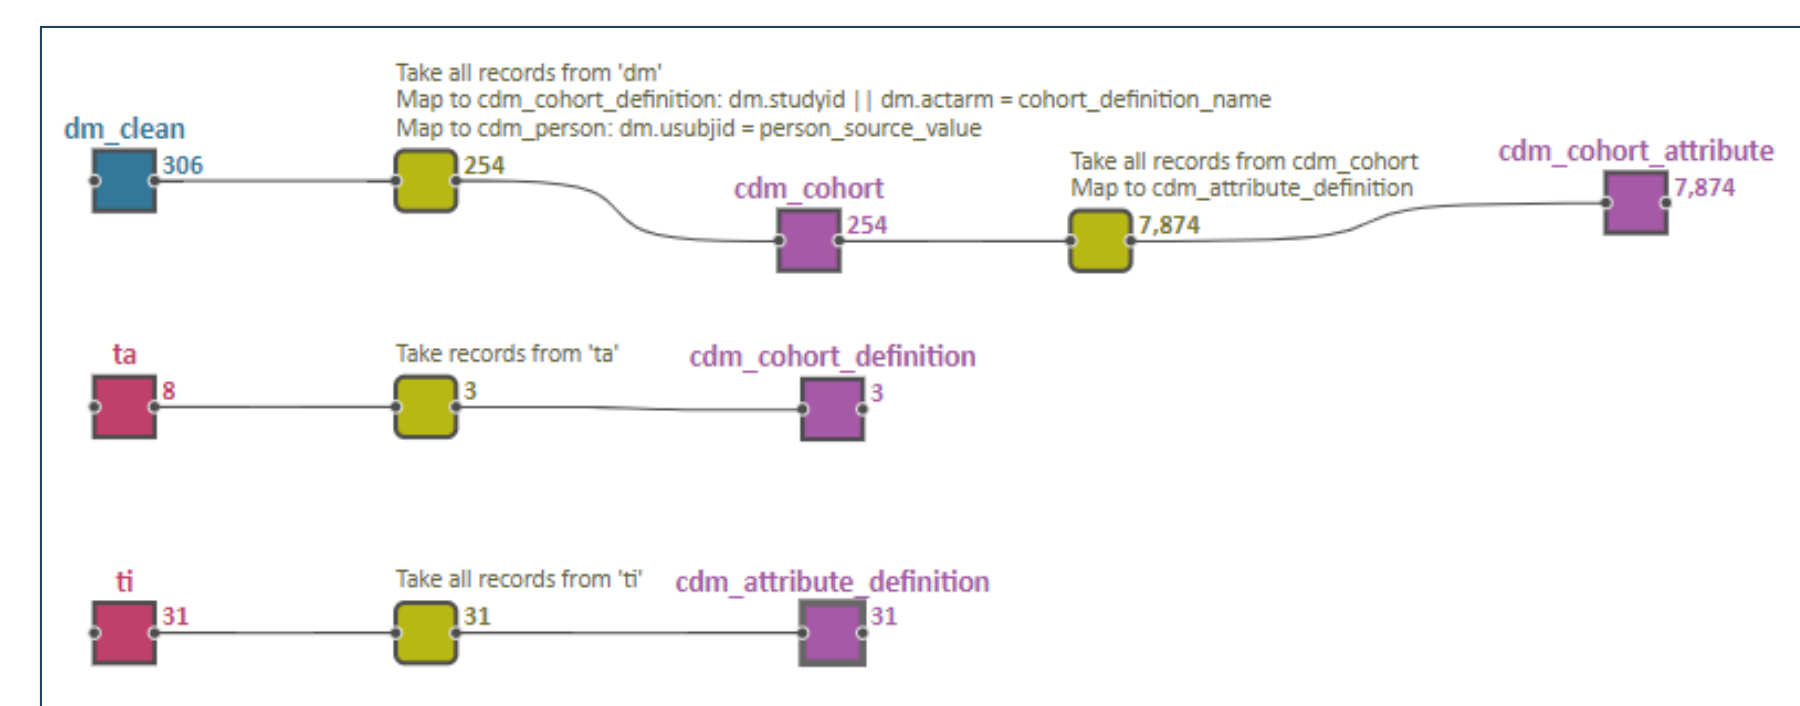 Take all records from 'dm'
Map to cdm_cohort_definition: dm.studyid || dm.actarm = cohort_definition_name
Map to cdm_person: dm.usubjid = person_source_value
dm_clean
306
254
cdm_cohort
254
Take all records from cdm_cohort
Map to cdm_attribute_definition
7,874
cdm_cohort_attribute
7,874
ta
8
Take records from 'ta'
3
cdm_cohort_definition
3
ti
31
Take all records from 'ti'
31
cdm_attribute_definition
31